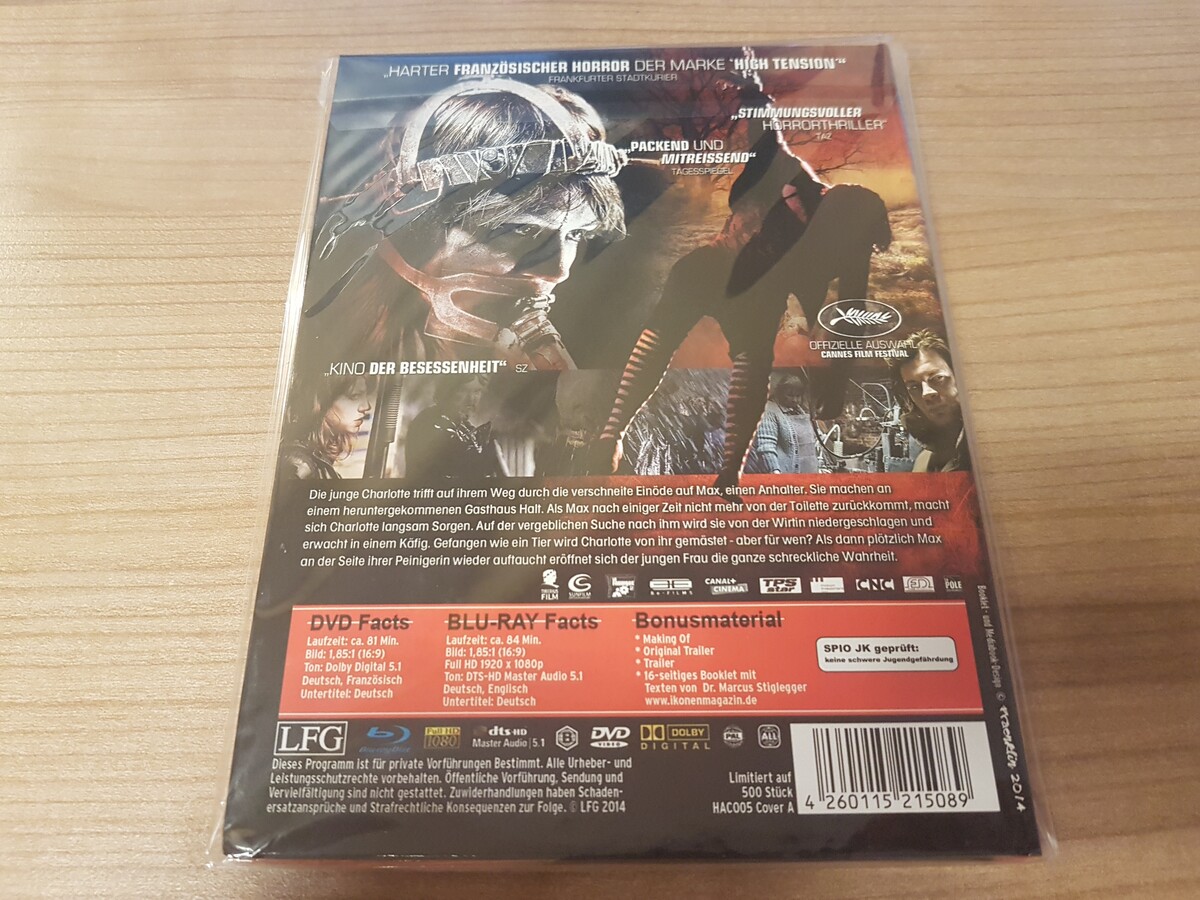 „HARTER FRANZÖSISCHER HORROR DER MARKE 'HIGH TENSION'“
FRANKFURTER STADTKURIER
„STIMMUNGSVOLLER
HORRORTHRILLER“
TAZ
„PACKEND UND
MITREISSEND“
TAGESSPIEGEL
OFFIZIELLE AUSWAHL
CANNES FILM FESTIVAL
„KINO DER BESESSENHEIT“ SZ
Die junge Charlotte trifft auf ihrem Weg durch die verschneite Einöde auf Max, einen Anhalter. Sie machen an
einem heruntergekommenen Gasthaus Halt. Als Max nach einiger Zeit nicht mehr von der Toilette zurückkommt, macht
sich Charlotte langsam Sorgen. Auf der vergeblichen Suche nach ihm wird sie von der Wirtin niedergeschlagen und
erwacht in einem Käfig. Gefangen wie ein Tier wird Charlotte von ihr gemästet - aber für wen? Als dann plötzlich Max
an der Seite ihrer Peinigerin wieder auftaucht eröffnet sich der jungen Frau die ganze schreckliche Wahrheit.
CANAL+
CINEMA
TPS
star
CNC
POLE
DVD Facts
Laufzeit: ca. 81 Min.
Bild: 1,85:1 (16:9)
Ton: Dolby Digital 5.1
Deutsch, Französisch
Untertitel: Deutsch
BLU-RAY Facts
Laufzeit: ca. 84 Min.
Bild: 1,85:1 (16:9)
Full HD 1920 x 1080p
Ton: DTS-HD Master Audio 5.1
Deutsch, Englisch
Untertitel: Deutsch
Bonusmaterial
* Making Of
* Original Trailer
* Trailer
* 16-seitiges Booklet mit
Texten von Dr. Marcus Stiglegger
www.ikonenmagazin.de
SPIO JK geprüft:
keine schwere Jugendgefährdung
Booklet - und Mediabook-Design ©
2014
LFG
Blu-ray Disc
Full HD
1080
dts-HD
Master Audio | 5.1
B
DVD
VIDEO
DOLBY
DIGITAL
PAL
ALL
Dieses Programm ist für private Vorführungen Bestimmt. Alle Urheber- und
Leistungsschutzrechte vorbehalten. Öffentliche Vorführung, Sendung und
Vervielfältigung sind nicht gestattet. Zuwiderhandlungen haben Schaden-
ersatzansprüche und Strafrechtliche Konsequenzen zur Folge. © LFG 2014
Limitiert auf
500 Stück
HAC005 Cover A
4 260115 215089